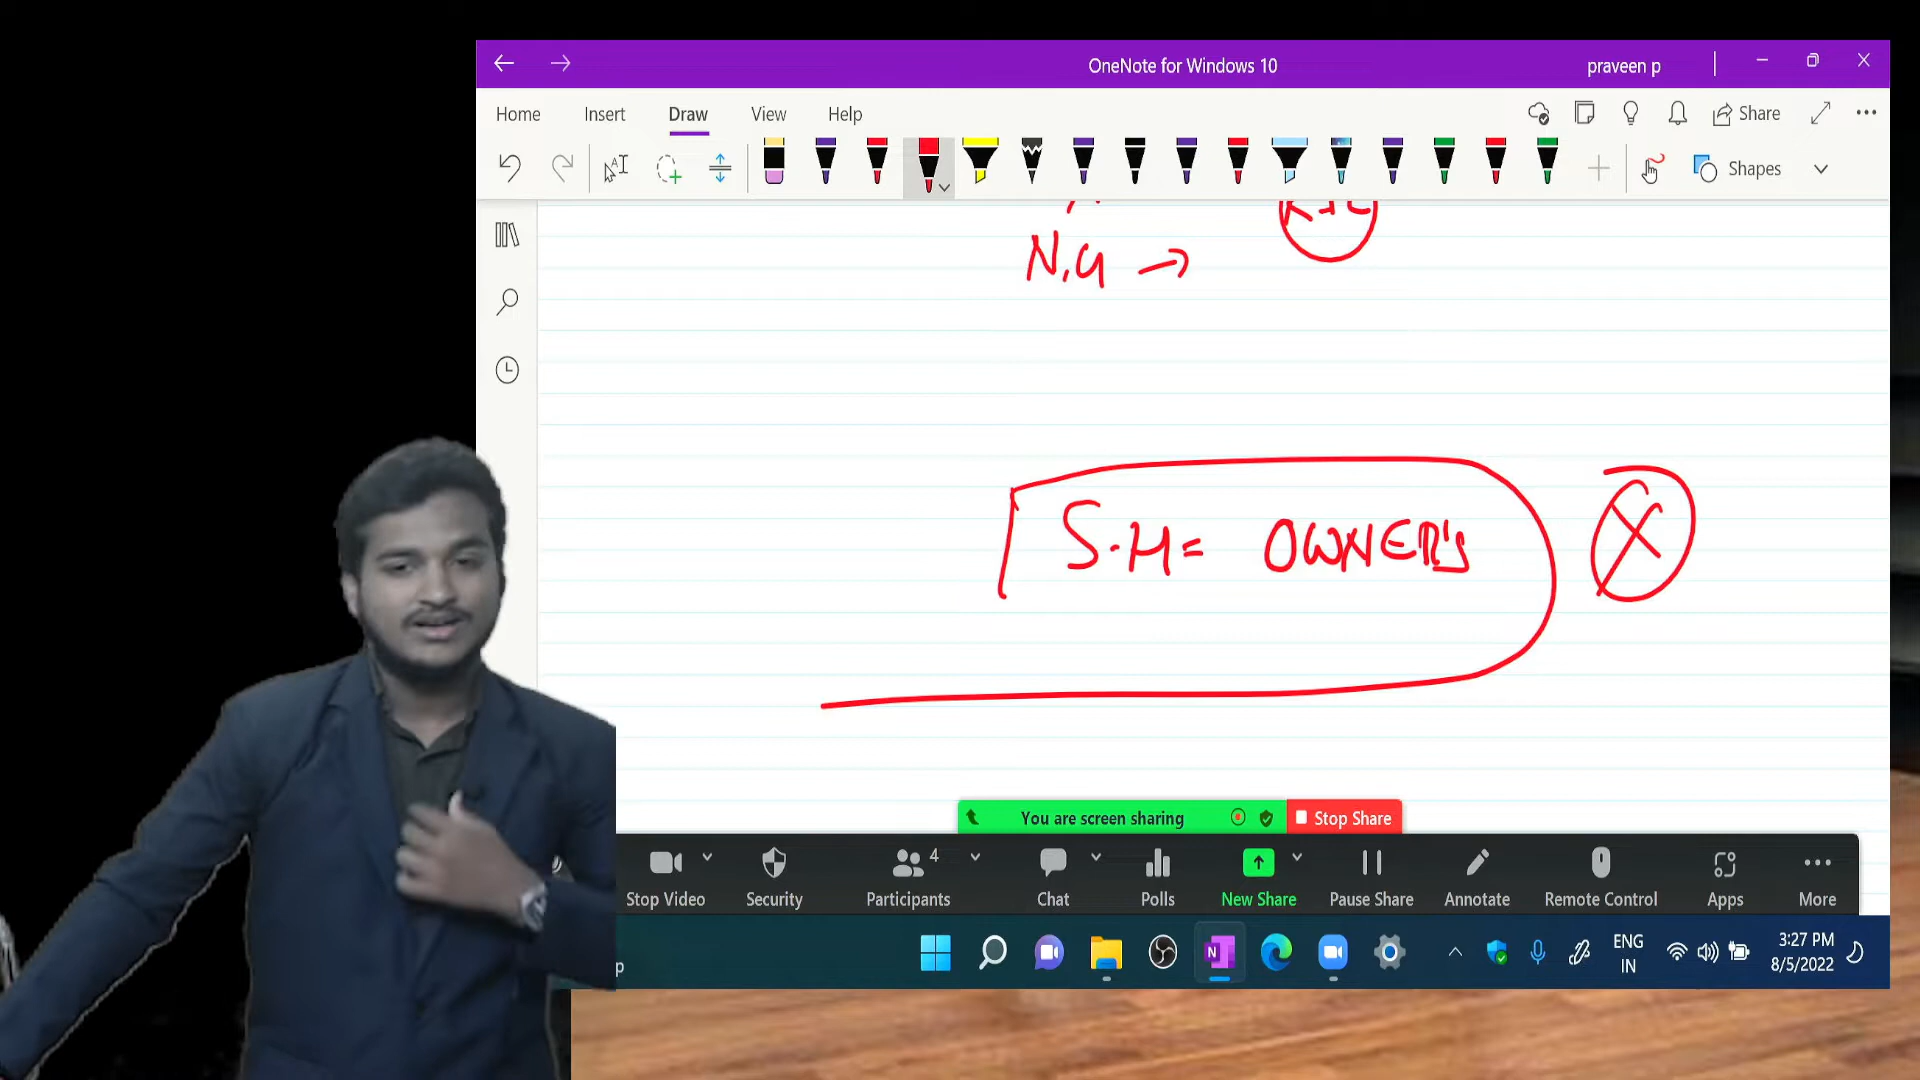 OneNote for Windows 10
praveen p
Home Insert Draw View Help
Share
Shapes
N.G →
S.H = OWNER'S
X
You are screen sharing
Stop Share
4
Stop Video Security Participants Chat Polls New Share Pause Share Annotate Remote Control Apps More
ENG
IN
3:27 PM
8/5/2022